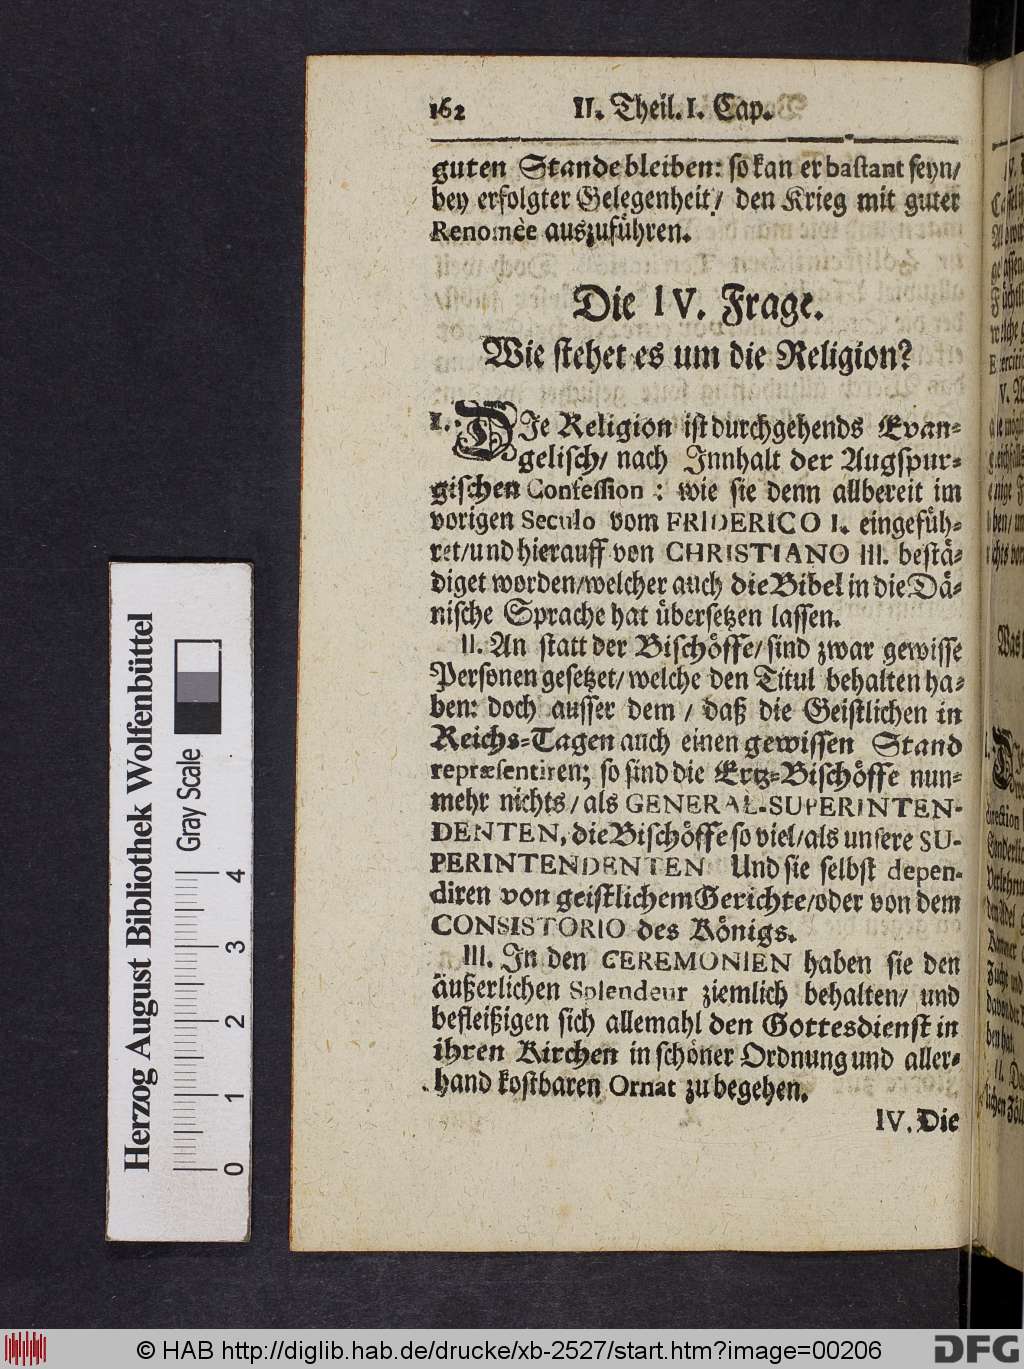 162 II. Theil. I. Cap.
guten Stande bleiben: so kan er bastant seyn/
bey erfolgter Gelegenheit/ den Krieg mit guter
Renomèe auszuführen.
Die IV. Frage.
Wie stehet es um die Religion?
I. DIe Religion ist durchgehends Evan-
gelisch/ nach Innhalt der Augspur-
gischen Confession: wie sie denn allbereit im
vorigen Seculo vom FRIDERICO I. eingefüh-
ret/ und hierauff von CHRISTIANO III. bestä-
diget worden/ welcher auch die Bibel in die Dä-
nische Sprache hat übersetzen lassen.
II. An statt der Bischöffe/ sind zwar gewisse
Personen gesetzet/ welche den Titul behalten ha-
ben: doch ausser dem/ daß die Geistlichen in
Reichs-Tagen auch einen gewissen Stand
repræsentiren; so sind die Ertz-Bischöffe nun-
mehr nichts/ als GENERAL-SUPERINTEN-
DENTEN, die Bischöffe so viel/ als unsere SU-
PERINTENDENTEN Und sie selbst depen-
diren von geistlichem Gerichte/ oder von dem
CONSISTORIO des Königs.
III. In den CEREMONIEN haben sie den
äußerlichen Splendeur ziemlich behalten/ und
befleißigen sich allemahl den Gottesdienst in
ihren Kirchen in schöner Ordnung und aller-
hand kostbaren Ornat zu begehen.
IV. Die
Herzog August Bibliothek Wolfenbüttel
Gray Scale
0 1 2 3 4
© HAB http://diglib.hab.de/drucke/xb-2527/start.htm?image=00206
DFG